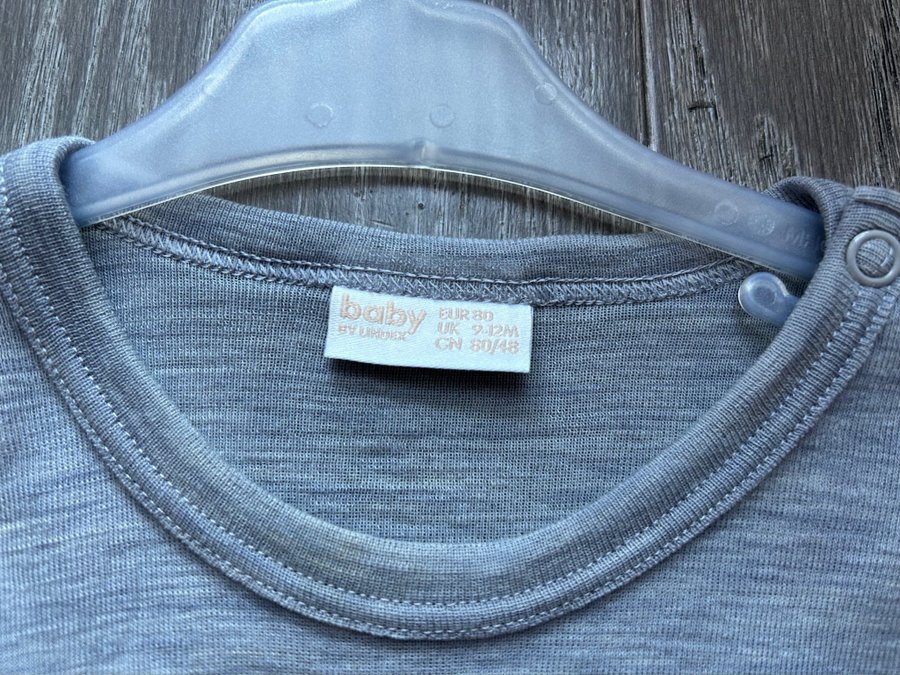 baby
BY LINDEX
EUR 80
UK 9-12M
CN 80/48